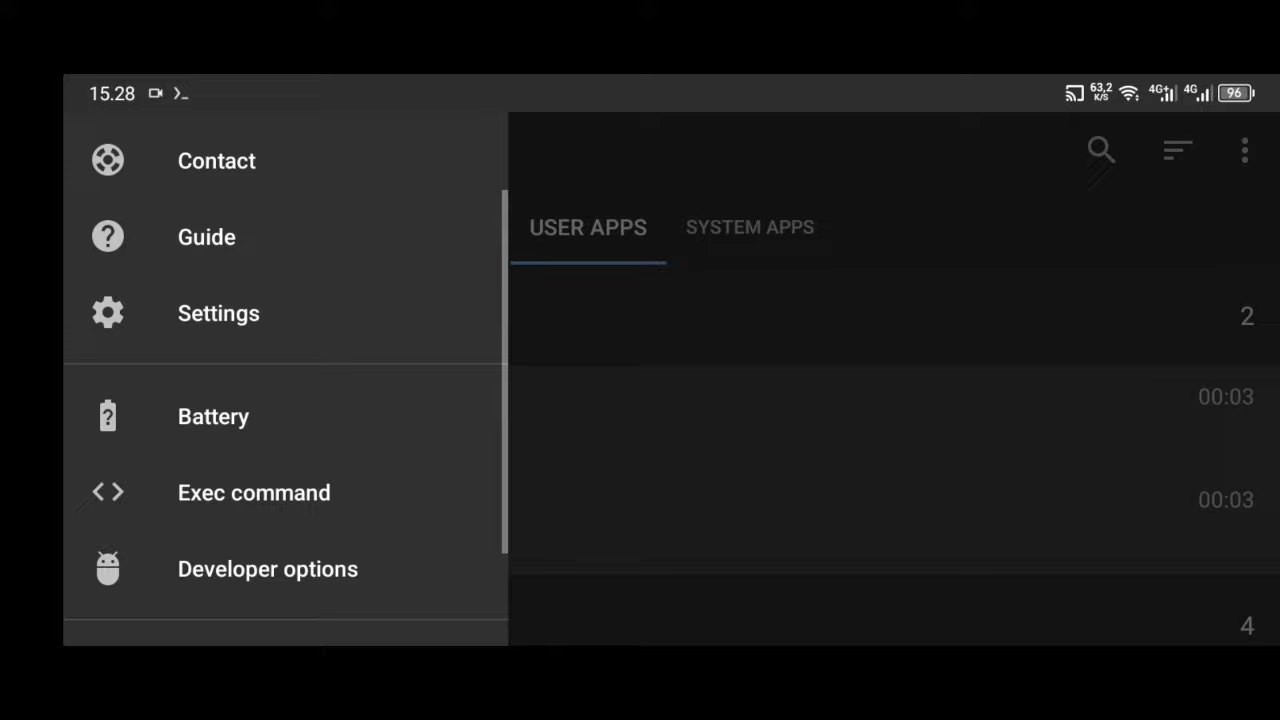 15.28 63,2 K/S 4G+ 4G 96
Contact
Guide
Settings
Battery
Exec command
Developer options
USER APPS SYSTEM APPS
2
00:03
00:03
4